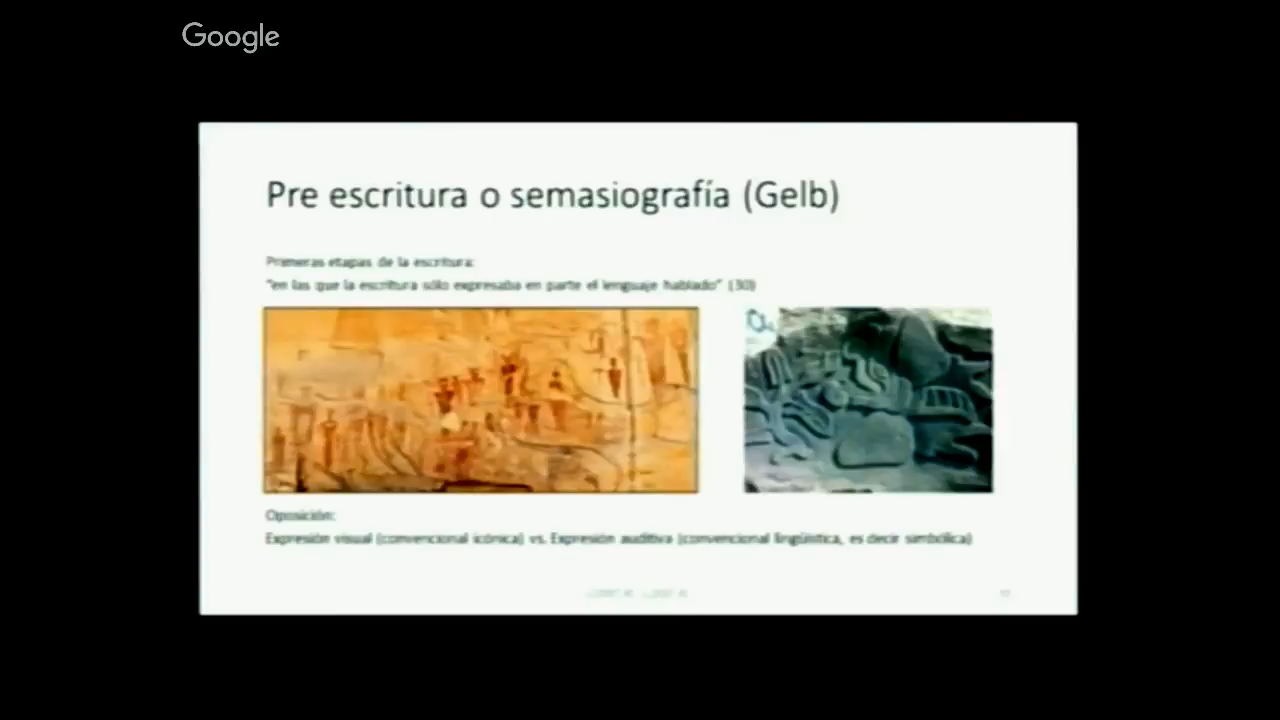 Google
Pre escritura o semasiografía (Gelb)
Primeras etapas de la escritura:
"en las que la escritura sólo expresaba en parte el lenguaje hablado" (30)
Oposición:
Expresión visual (convencional icónica) vs. Expresión auditiva (convencional lingüística, es decir simbólica)